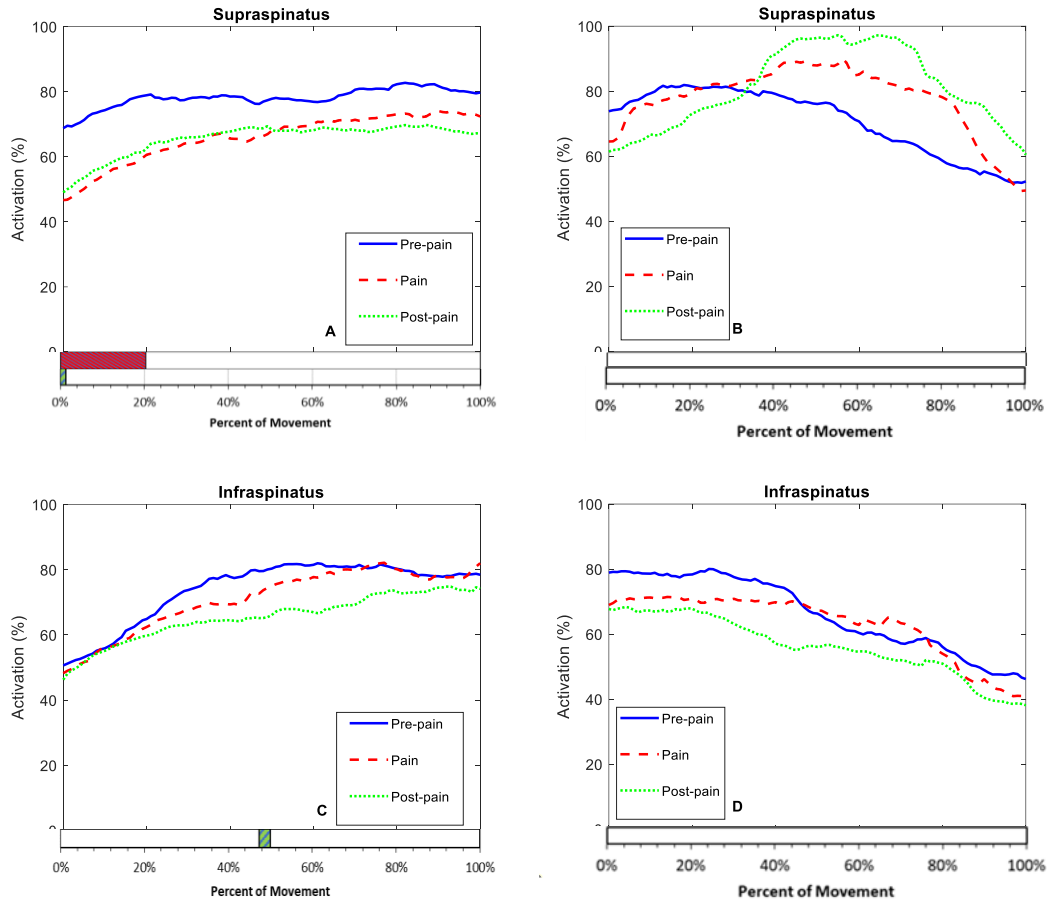 Supraspinatus
100
80
60
40
20
0
Activation (%)
Pre-pain
Pain
Post-pain
A
0% 20% 40% 60% 80% 100%
Percent of Movement
Supraspinatus
100
80
60
40
20
0
Activation (%)
Pre-pain
Pain
Post-pain
B
0% 20% 40% 60% 80% 100%
Percent of Movement
Infraspinatus
100
80
60
40
20
0
Activation (%)
Pre-pain
Pain
Post-pain
C
0% 20% 40% 60% 80% 100%
Percent of Movement
Infraspinatus
100
80
60
40
20
0
Activation (%)
Pre-pain
Pain
Post-pain
D
0% 20% 40% 60% 80% 100%
Percent of Movement